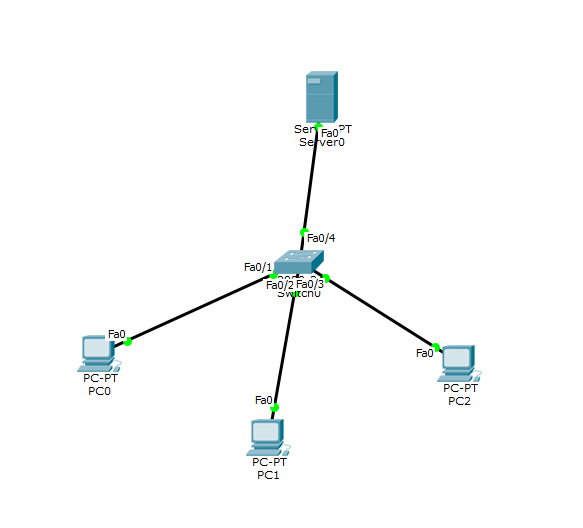 PT
Fa0
Server0
Fa0/4
Fa0/1
Fa0/2
Fa0/3
Switch0
Fa0
PC-PT
PC0
Fa0
PC-PT
PC1
Fa0
PC-PT
PC2